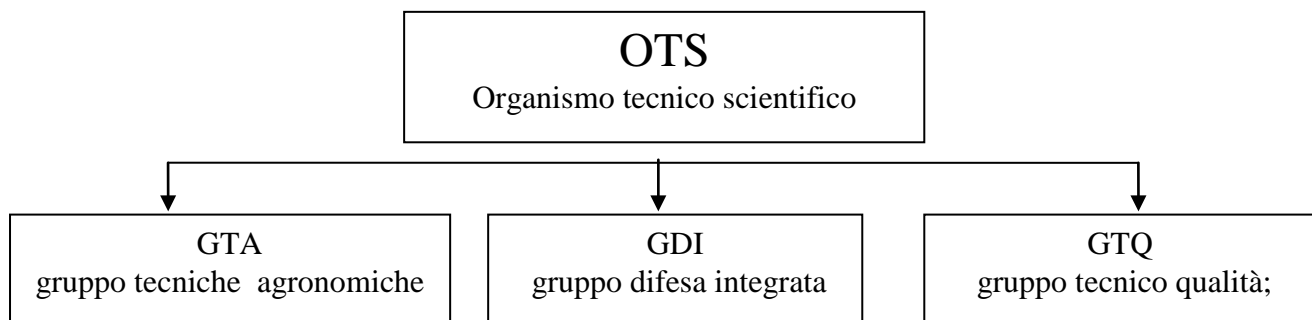 OTS
Organismo tecnico scientifico
GTA
gruppo tecniche agronomiche
GDI
gruppo difesa integrata
GTQ
gruppo tecnico qualità;